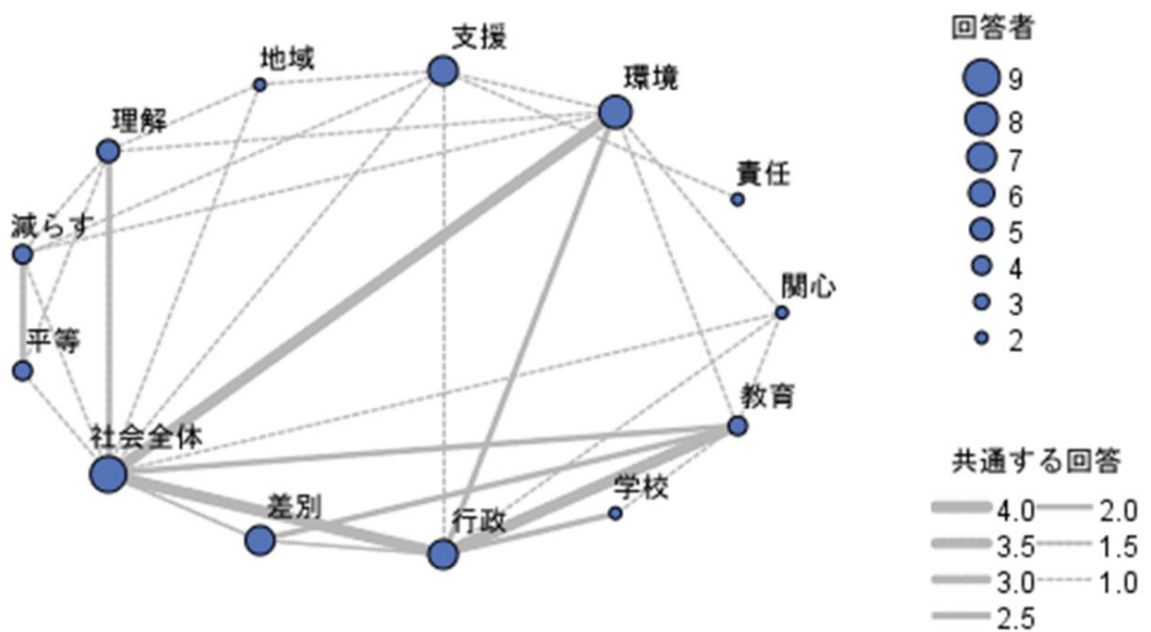 支援
地域
環境
理解
責任
減らす
関心
平等
教育
社会全体
学校
差別
行政
回答者
9
8
7
6
5
4
3
2
共通する回答
4.0 2.0
3.5 1.5
3.0 1.0
2.5